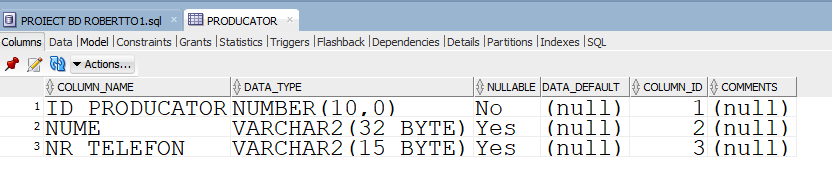 PROIECT BD ROBERTTO1.sql PRODUCATOR
Columns Data Model Constraints Grants Statistics Triggers Flashback Dependencies Details Partitions Indexes SQL
Actions...
COLUMN_NAME DATA_TYPE NULLABLE DATA_DEFAULT COLUMN_ID COMMENTS
1 ID_PRODUCATOR NUMBER(10,0) No (null) 1 (null)
2 NUME VARCHAR2(32 BYTE) Yes (null) 2 (null)
3 NR_TELEFON VARCHAR2(15 BYTE) Yes (null) 3 (null)